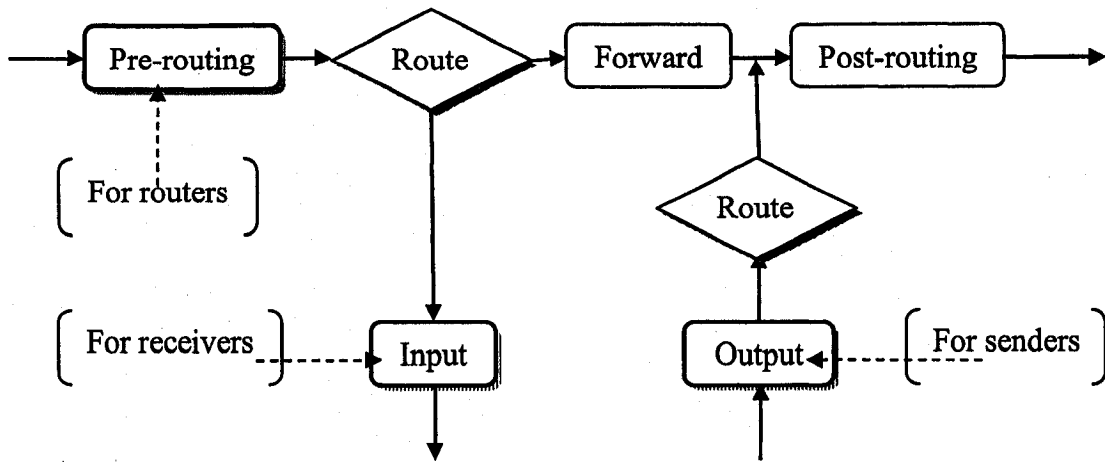 Pre-routing
Route
Forward
Post-routing
For routers
Route
For receivers
Input
Output
For senders